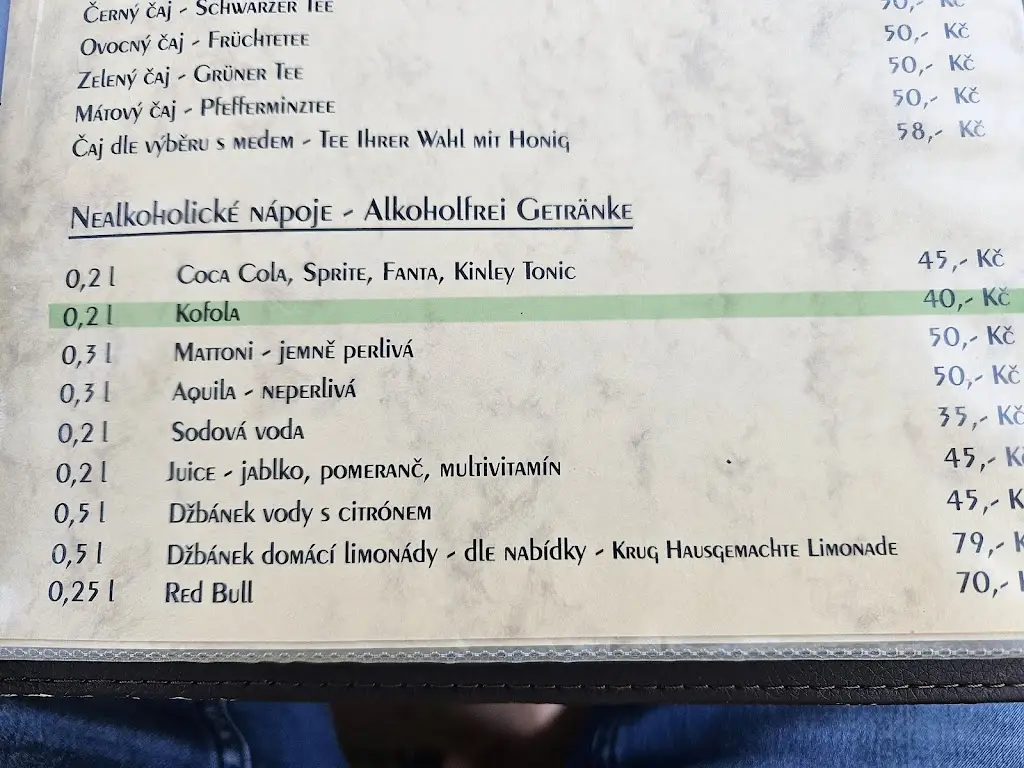 Černý čaj - Schwarzer Tee 50,- Kč
Ovocný čaj - Früchtetee 50,- Kč
Zelený čaj - Grüner Tee 50,- Kč
Mátový čaj - Pfefferminztee 50,- Kč
Čaj dle výběru s medem - Tee Ihrer Wahl mit Honig 58,- Kč
Nealkoholické nápoje - Alkoholfrei Getränke
0,2 l Coca Cola, Sprite, Fanta, Kinley Tonic 45,- Kč
0,2 l Kofola 40,- Kč
0,3 l Mattoni - jemně perlivá 50,- Kč
0,3 l Aquila - neperlivá 50,- Kč
0,2 l Sodová voda 35,- Kč
0,2 l Juice - jablko, pomeranč, multivitamín 45,- Kč
0,5 l Džbánek vody s citrónem 45,- K
0,5 l Džbánek domácí limonády - dle nabídky - Krug Hausgemachte Limonade 79,- K
0,25 l Red Bull 70,-